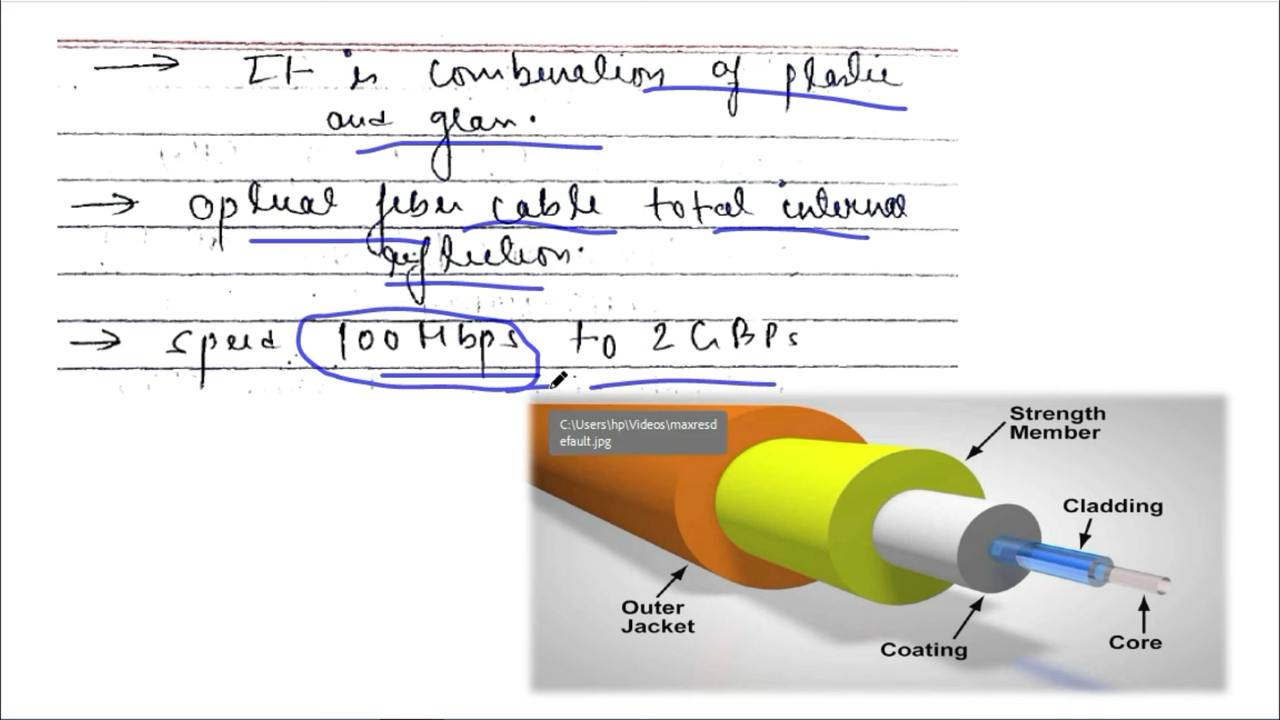 → It is combination of plastic
and glass.
→ optical fiber cable total internal
reflection.
→ speed 100 Mbps to 2 GBPs
C:\Users\hp\Videos\maxresd
efault.jpg
Strength
Member
Cladding
Outer
Jacket
Coating
Core